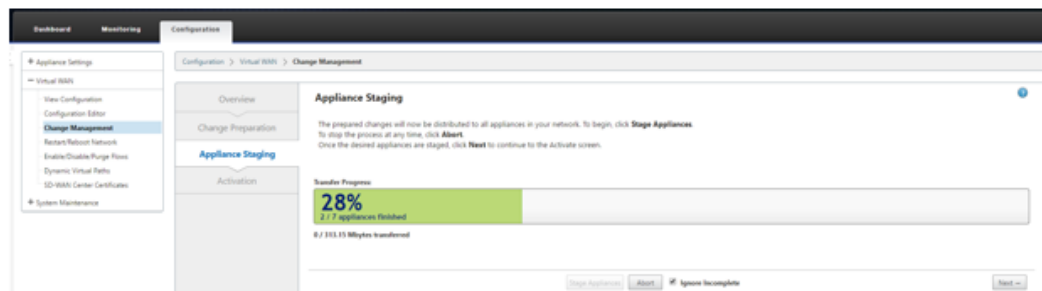 Dashboard Monitoring Configuration
+ Appliance Settings
− Virtual WAN
View Configuration
Configuration Editor
Change Management
Restart/Reboot Network
Enable/Disable/Purge Flows
Dynamic Virtual Paths
SD-WAN Center Certificates
+ System Maintenance
Configuration > Virtual WAN > Change Management
Overview
Change Preparation
Appliance Staging
Activation
Appliance Staging
The prepared changes will now be distributed to all appliances in your network. To begin, click Stage Appliances.
To stop the process at any time, click Abort.
Once the desired appliances are staged, click Next to continue to the Activate screen.
Transfer Progress:
28%
2 / 7 appliances finished
0 / 313.15 Mbytes transferred
Stage Appliances Abort Ignore Incomplete Next →